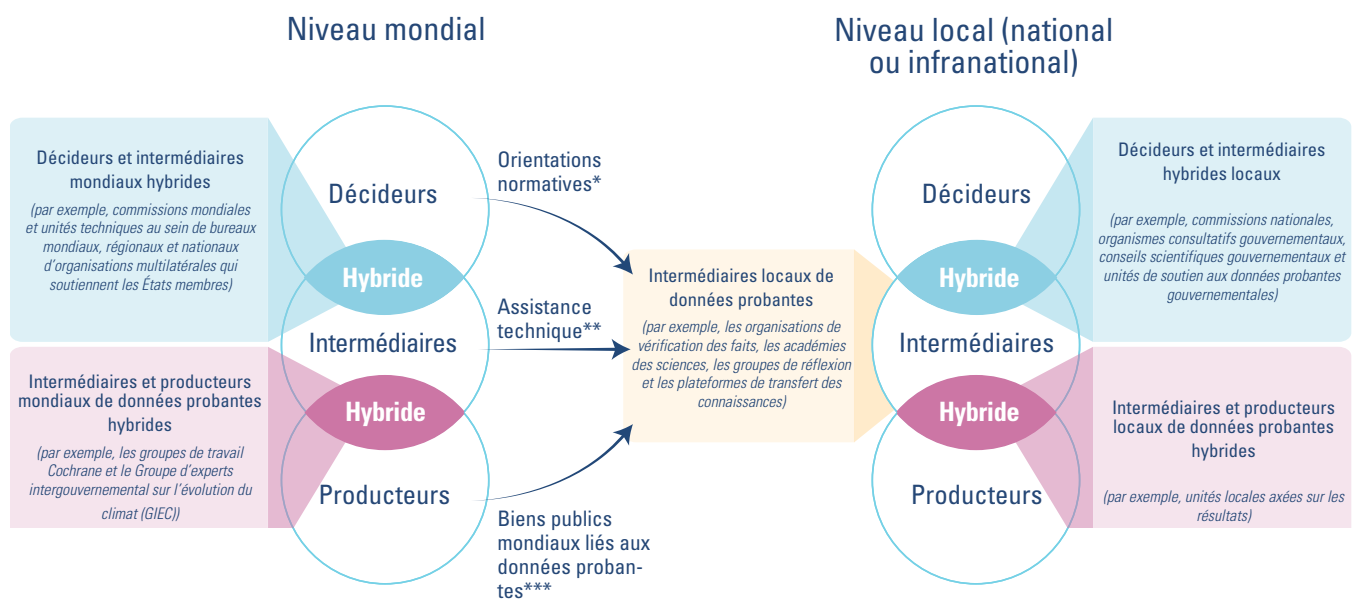 Niveau mondial
Niveau local (national
ou infranational)
Décideurs et intermédiaires
mondiaux hybrides
(par exemple, commissions mondiales
et unités techniques au sein de bureaux
mondiaux, régionaux et nationaux
d'organisations multilatérales qui
soutiennent les États membres)
Intermédiaires et producteurs
mondiaux de données probantes
hybrides
(par exemple, les groupes de travail
Cochrane et le Groupe d'experts
intergouvernemental sur l'évolution du
climat (GIEC))
Décideurs
Hybride
Intermédiaires
Hybride
Producteurs
Orientations
normatives*
Assistance
technique**
Biens publics
mondiaux liés aux
données proban-
tes***
Intermédiaires locaux de
données probantes
(par exemple, les organisations de
vérification des faits, les académies
des sciences, les groupes de réflexion
et les plateformes de transfert des
connaissances)
Décideurs
Hybride
Intermédiaires
Hybride
Producteurs
Décideurs et intermédiaires
hybrides locaux
(par exemple, commissions nationales,
organismes consultatifs gouvernementaux,
conseils scientifiques gouvernementaux et
unités de soutien aux données probantes
gouvernementales)
Intermédiaires et producteurs
locaux de données probantes
hybrides
(par exemple, unités locales axées sur les
résultats)